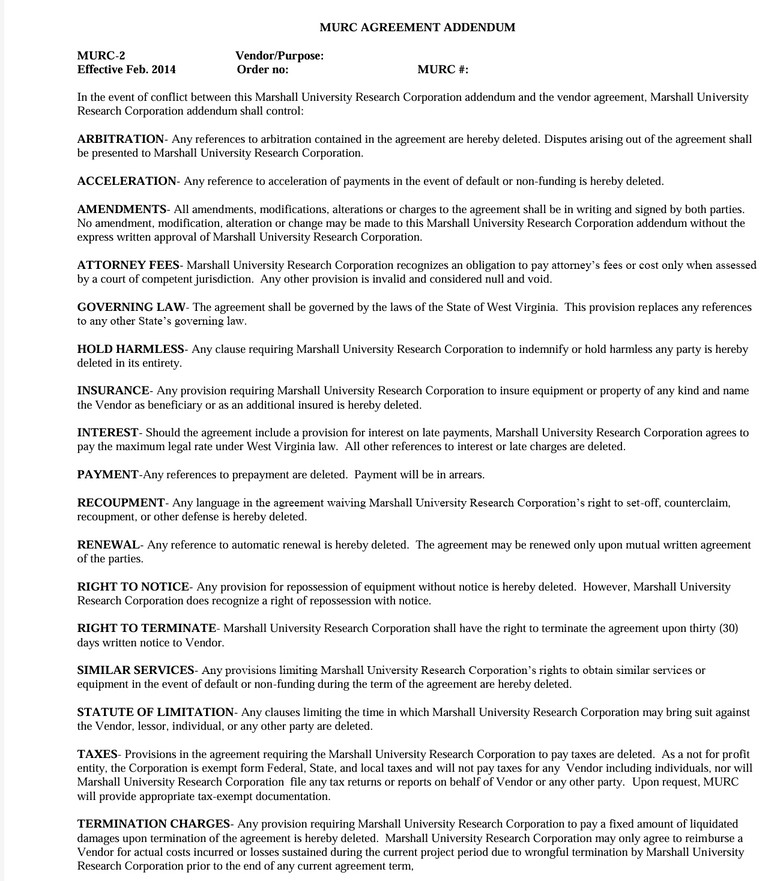 MURC AGREEMENT ADDENDUM
MURC-2 Vendor/Purpose:
Effective Feb. 2014 Order no: MURC #:
In the event of conflict between this Marshall University Research Corporation addendum and the vendor agreement, Marshall University
Research Corporation addendum shall control:
ARBITRATION- Any references to arbitration contained in the agreement are hereby deleted. Disputes arising out of the agreement shall
be presented to Marshall University Research Corporation.
ACCELERATION- Any reference to acceleration of payments in the event of default or non-funding is hereby deleted.
AMENDMENTS- All amendments, modifications, alterations or charges to the agreement shall be in writing and signed by both parties.
No amendment, modification, alteration or change may be made to this Marshall University Research Corporation addendum without the
express written approval of Marshall University Research Corporation.
ATTORNEY FEES- Marshall University Research Corporation recognizes an obligation to pay attorney's fees or cost only when assessed
by a court of competent jurisdiction. Any other provision is invalid and considered null and void.
GOVERNING LAW- The agreement shall be governed by the laws of the State of West Virginia. This provision replaces any references
to any other State's governing law.
HOLD HARMLESS- Any clause requiring Marshall University Research Corporation to indemnify or hold harmless any party is hereby
deleted in its entirety.
INSURANCE- Any provision requiring Marshall University Research Corporation to insure equipment or property of any kind and name
the Vendor as beneficiary or as an additional insured is hereby deleted.
INTEREST- Should the agreement include a provision for interest on late payments, Marshall University Research Corporation agrees to
pay the maximum legal rate under West Virginia law. All other references to interest or late charges are deleted.
PAYMENT-Any references to prepayment are deleted. Payment will be in arrears.
RECOUPMENT- Any language in the agreement waiving Marshall University Research Corporation's right to set-off, counterclaim,
recoupment, or other defense is hereby deleted.
RENEWAL- Any reference to automatic renewal is hereby deleted. The agreement may be renewed only upon mutual written agreement
of the parties.
RIGHT TO NOTICE- Any provision for repossession of equipment without notice is hereby deleted. However, Marshall University
Research Corporation does recognize a right of repossession with notice.
RIGHT TO TERMINATE- Marshall University Research Corporation shall have the right to terminate the agreement upon thirty (30)
days written notice to Vendor.
SIMILAR SERVICES- Any provisions limiting Marshall University Research Corporation's rights to obtain similar services or
equipment in the event of default or non-funding during the term of the agreement are hereby deleted.
STATUTE OF LIMITATION- Any clauses limiting the time in which Marshall University Research Corporation may bring suit against
the Vendor, lessor, individual, or any other party are deleted.
TAXES- Provisions in the agreement requiring the Marshall University Research Corporation to pay taxes are deleted. As a not for profit
entity, the Corporation is exempt form Federal, State, and local taxes and will not pay taxes for any Vendor including individuals, nor will
Marshall University Research Corporation file any tax returns or reports on behalf of Vendor or any other party. Upon request, MURC
will provide appropriate tax-exempt documentation.
TERMINATION CHARGES- Any provision requiring Marshall University Research Corporation to pay a fixed amount of liquidated
damages upon termination of the agreement is hereby deleted. Marshall University Research Corporation may only agree to reimburse a
Vendor for actual costs incurred or losses sustained during the current project period due to wrongful termination by Marshall University
Research Corporation prior to the end of any current agreement term,